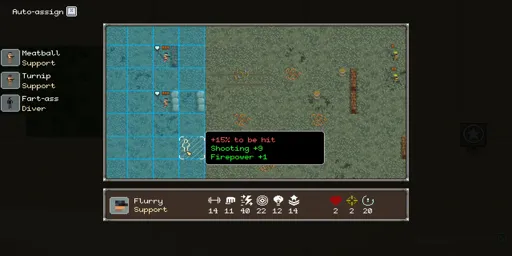 Auto-assign
Meatball
Support
Turnip
Support
Fart-ass
Diver
+15% to be hit
Shooting +9
Firepower +1
Flurry
Support
14 11 40 22 12 14 2 2 20